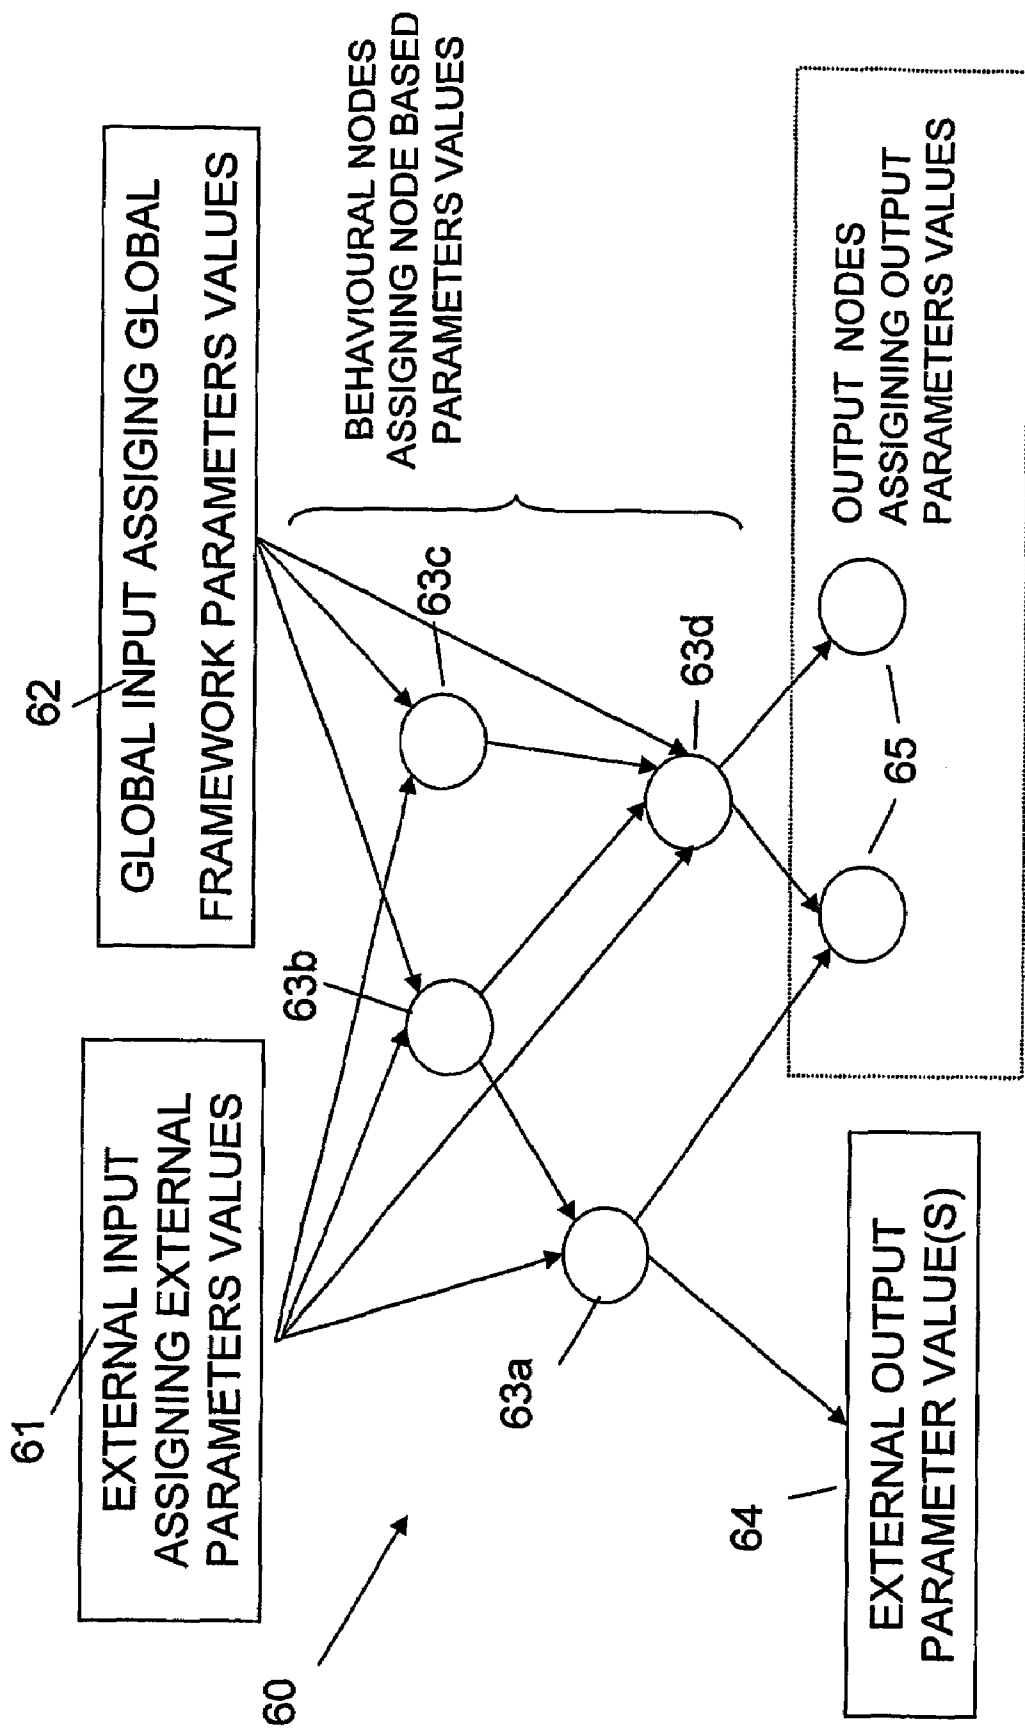 61
EXTERNAL INPUT
ASSIGNING EXTERNAL
PARAMETERS VALUES
62
GLOBAL INPUT ASSIGING GLOBAL
FRAMEWORK PARAMETERS VALUES
63b
63c
BEHAVIOURAL NODES
ASSIGNING NODE BASED
PARAMETERS VALUES
60
63a
63d
64
EXTERNAL OUTPUT
PARAMETER VALUE(S)
65
OUTPUT NODES
ASSIGINING OUTPUT
PARAMETERS VALUES